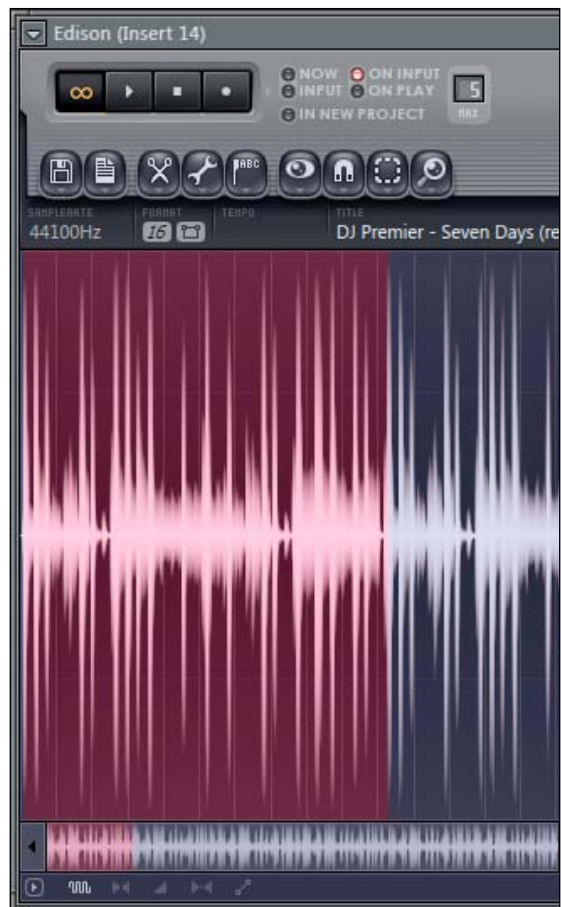 Edison (Insert 14)
NOW ON INPUT
INPUT ON PLAY
IN NEW PROJECT
5
MAX
ABC
SAMPLERATE FORMAT TEMPO TITLE
44100Hz 16 DJ Premier - Seven Days (re